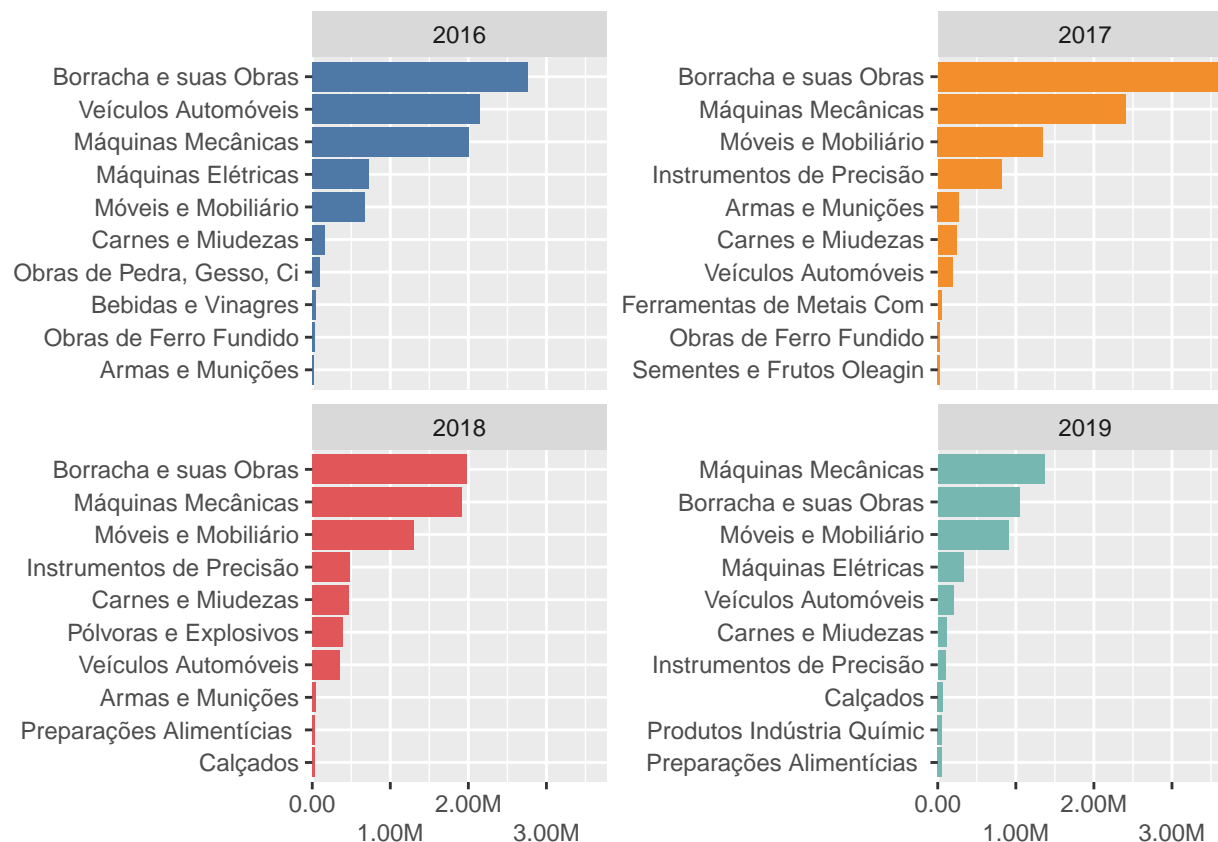 2016
Borracha e suas Obras
Veículos Automóveis
Máquinas Mecânicas
Máquinas Elétricas
Móveis e Mobiliário
Carnes e Miudezas
Obras de Pedra, Gesso, Ci
Bebidas e Vinagres
Obras de Ferro Fundido
Armas e Munições
2017
Borracha e suas Obras
Máquinas Mecânicas
Móveis e Mobiliário
Instrumentos de Precisão
Armas e Munições
Carnes e Miudezas
Veículos Automóveis
Ferramentas de Metais Com
Obras de Ferro Fundido
Sementes e Frutos Oleagin
2018
Borracha e suas Obras
Máquinas Mecânicas
Móveis e Mobiliário
Instrumentos de Precisão
Carnes e Miudezas
Pólvoras e Explosivos
Veículos Automóveis
Armas e Munições
Preparações Alimentícias
Calçados
0.00 2.00M
1.00M 3.00M
2019
Máquinas Mecânicas
Borracha e suas Obras
Móveis e Mobiliário
Máquinas Elétricas
Veículos Automóveis
Carnes e Miudezas
Instrumentos de Precisão
Calçados
Produtos Indústria Químic
Preparações Alimentícias
0.00 2.00M
1.00M 3.00M